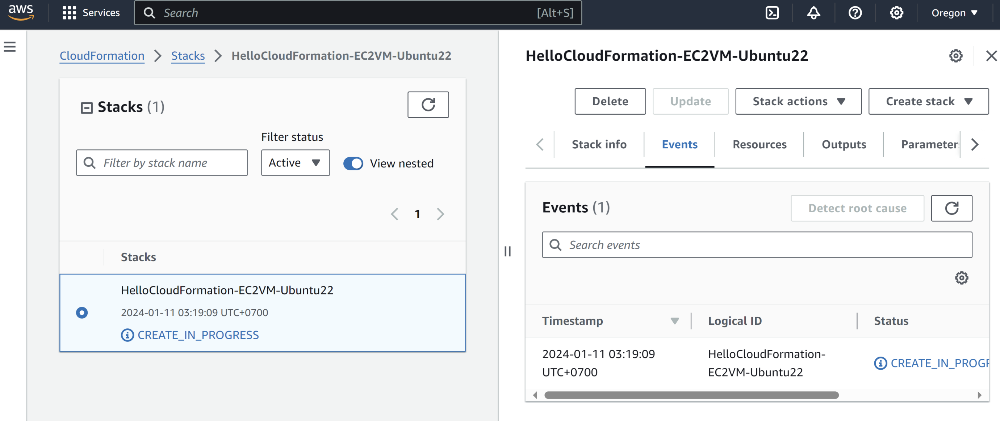 aws Services Search [Alt+S] Oregon
CloudFormation Stacks HelloCloudFormation-EC2VM-Ubuntu22
Stacks (1)
Filter status
Filter by stack name Active View nested
1
Stacks
HelloCloudFormation-EC2VM-Ubuntu22
2024-01-11 03:19:09 UTC+0700
CREATE_IN_PROGRESS
HelloCloudFormation-EC2VM-Ubuntu22
Delete Update Stack actions Create stack
Stack info Events Resources Outputs Parameter
Events (1) Detect root cause
Search events
Timestamp Logical ID Status
2024-01-11 03:19:09 HelloCloudFormation-
UTC+0700 EC2VM-Ubuntu22 CREATE_IN_PROGR